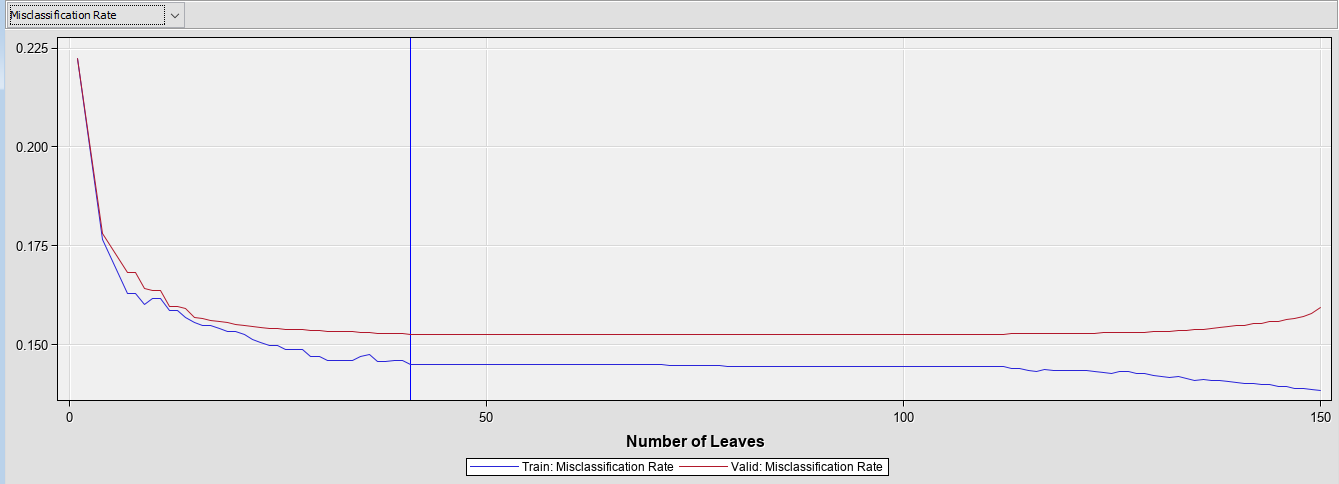 Misclassification Rate
0.225
0.200
0.175
0.150
0 50 100 150
Number of Leaves
Train: Misclassification Rate Valid: Misclassification Rate